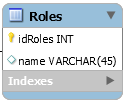 Roles
idRoles INT
name VARCHAR(45)
Indexes